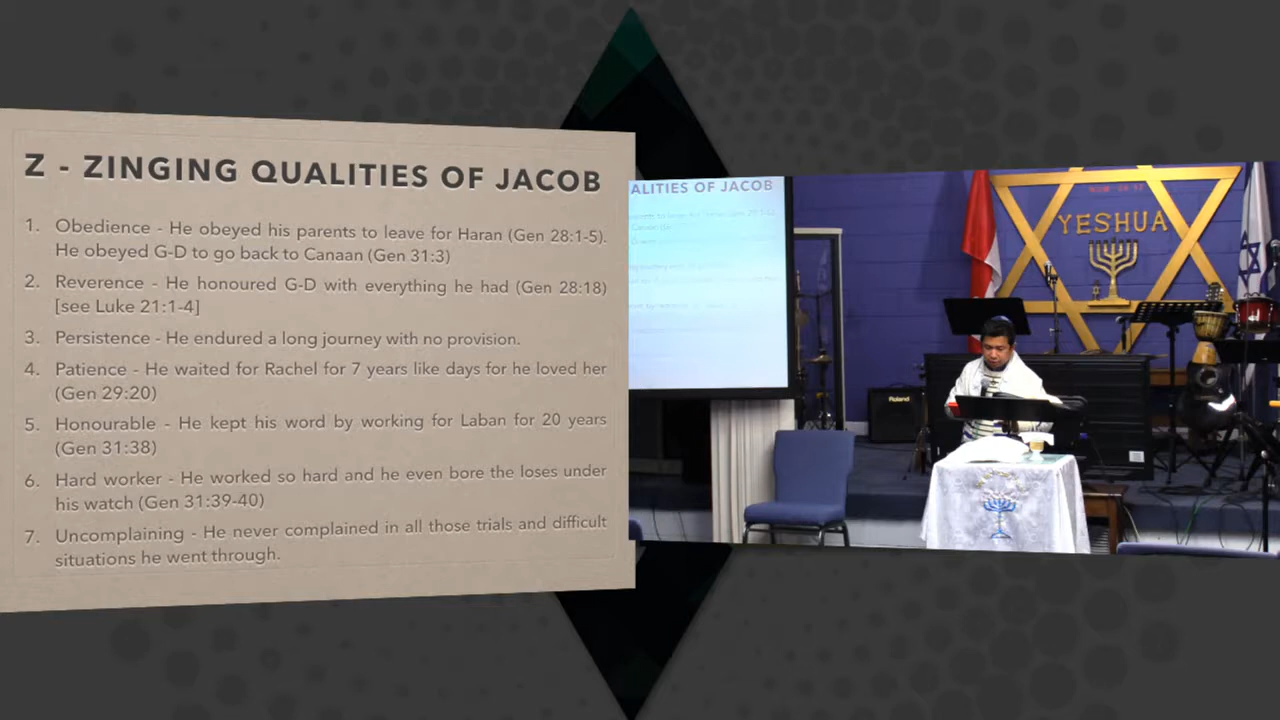 Z - ZINGING QUALITIES OF JACOB
1. Obedience - He obeyed his parents to leave for Haran (Gen 28:1-5).
He obeyed G-D to go back to Canaan (Gen 31:3)
2. Reverence - He honoured G-D with everything he had (Gen 28:18)
[see Luke 21:1-4]
3. Persistence - He endured a long journey with no provision.
4. Patience - He waited for Rachel for 7 years like days for he loved her
(Gen 29:20)
5. Honourable - He kept his word by working for Laban for 20 years
(Gen 31:38)
6. Hard worker - He worked so hard and he even bore the loses under
his watch (Gen 31:39-40)
7. Uncomplaining - He never complained in all those trials and difficult
situations he went through.
ALITIES OF JACOB
YESHUA
Roland